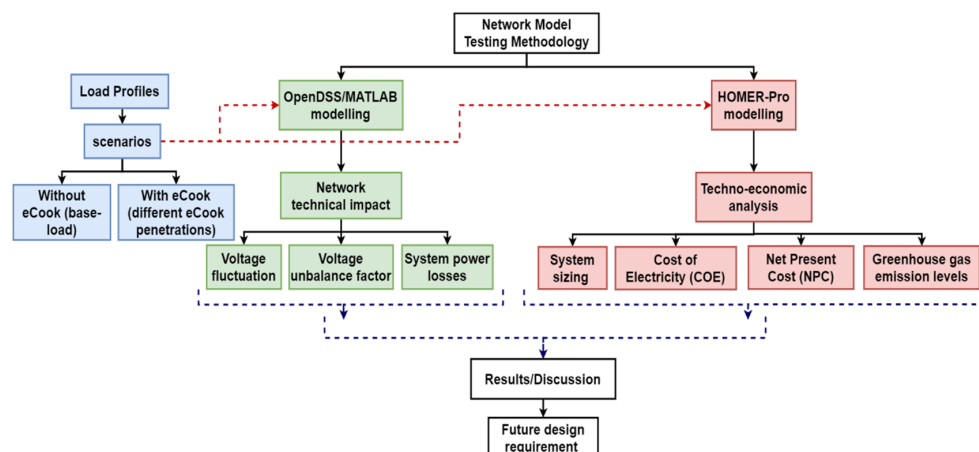 Network Model
Testing Methodology
Load Profiles
OpenDSS/MATLAB
modelling
HOMER-Pro
modelling
scenarios
Without
eCook (base-
load)
With eCook
(different eCook
penetrations)
Network
technical impact
Techno-economic
analysis
Voltage
fluctuation
Voltage
unbalance factor
System power
losses
System
sizing
Cost of
Electricity (COE)
Net Present
Cost (NPC)
Greenhouse gas
emission levels
Results/Discussion
Future design
requirement